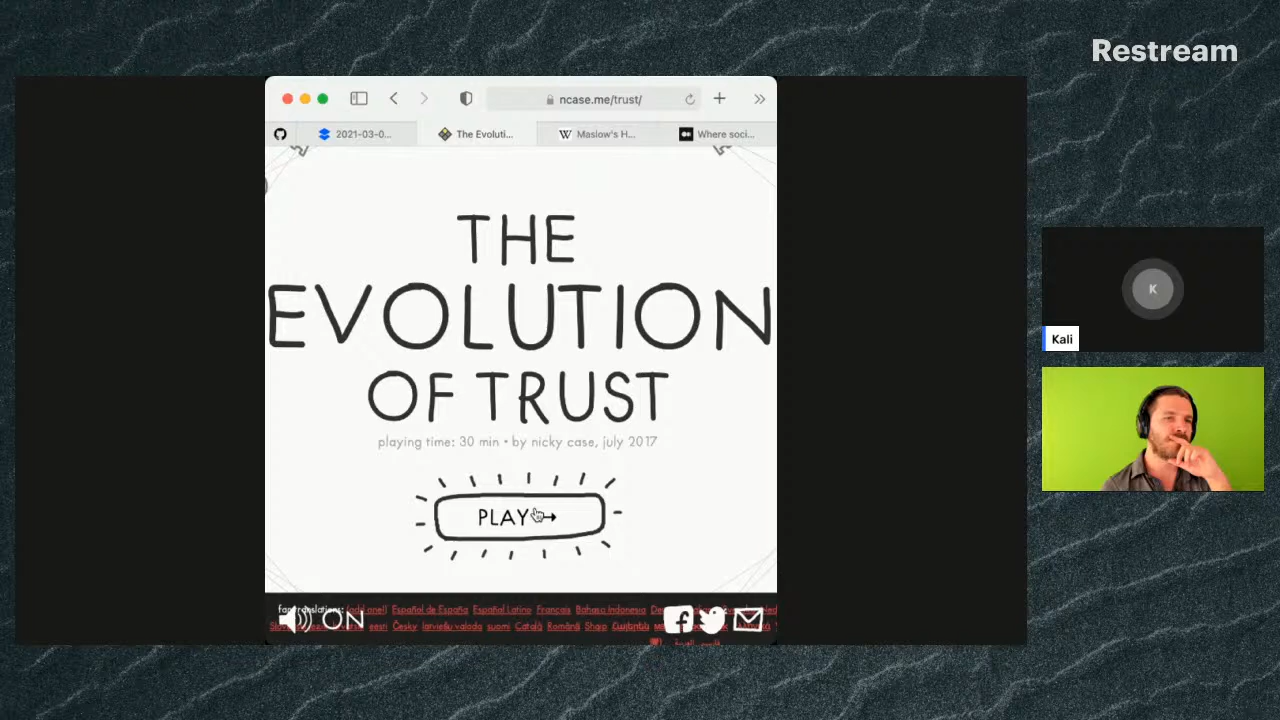 Restream
ncase.me/trust/
2021-03-0...
The Evoluti...
Maslow's H...
Where soci...
THE
EVOLUTION
OF TRUST
playing time: 30 min • by nicky case, july 2017
PLAY
K
Kali
ON
Español de España Español Latino Français Bahasa Indonesia
eesti Česky latviešu valoda suomi Català Română Shqip